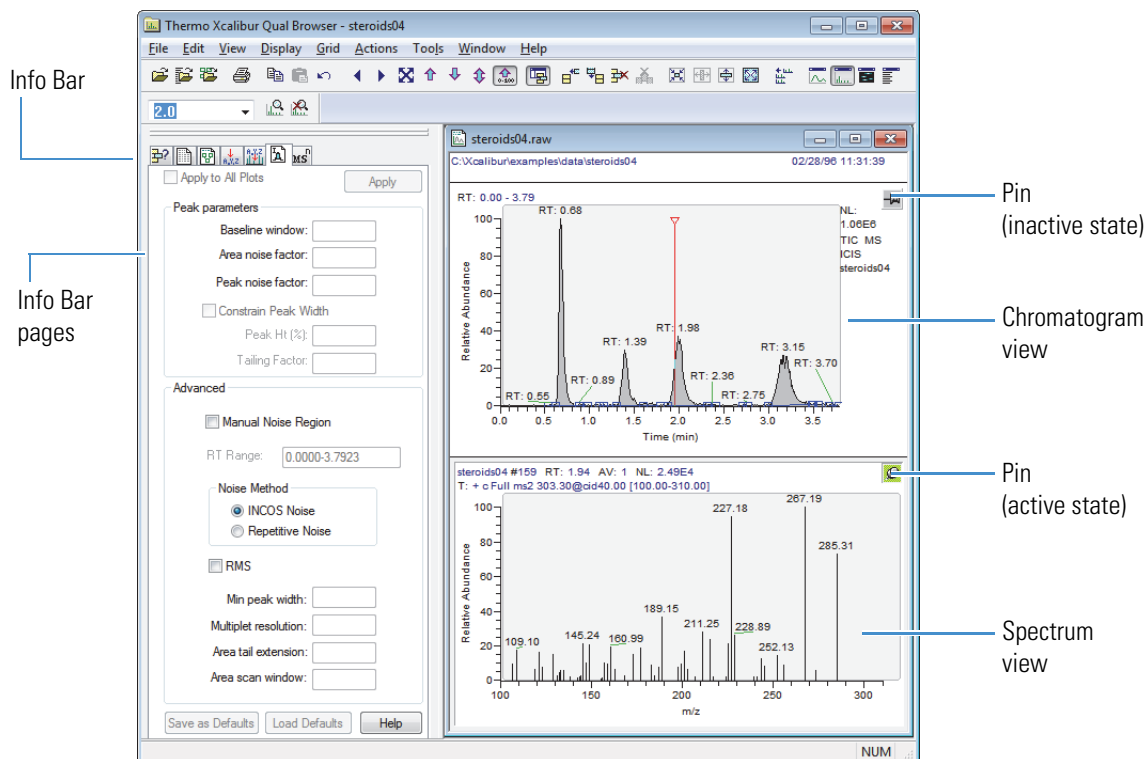 Thermo Xcalibur Qual Browser - steroids04
File Edit View Display Grid Actions Tools Window Help
2.0
Info Bar
Info Bar
pages
Apply to All Plots
Apply
Peak parameters
Baseline window:
Area noise factor:
Peak noise factor:
Constrain Peak Width
Peak Ht (%):
Tailing Factor:
Advanced
Manual Noise Region
RT Range: 0.0000-3.7923
Noise Method
INCOS Noise
Repetitive Noise
RMS
Min peak width:
Multiplet resolution:
Area tail extension:
Area scan window:
Save as Defaults Load Defaults Help
steroids04.raw
C:\Xcalibur\examples\data\steroids04 02/28/96 11:31:39
RT: 0.00 - 3.79
NL:
1.06E6
TIC MS
ICIS
steroids04
RT: 0.68
RT: 1.98
RT: 1.39
RT: 3.15
RT: 3.70
RT: 0.89
RT: 2.36
RT: 0.55
RT: 2.75
Relative Abundance
100
80
60
40
20
0
0.0 0.5 1.0 1.5 2.0 2.5 3.0 3.5
Time (min)
steroids04 #159 RT: 1.94 AV: 1 NL: 2.49E4
T: + c Full ms2 303.30@cid40.00 [100.00-310.00]
267.19
227.18
285.31
189.15
211.25
228.89
145.24
160.99
109.10
252.13
Relative Abundance
100
80
60
40
20
0
100 150 200 250 300
m/z
NUM
Pin
(inactive state)
Chromatogram
view
Pin
(active state)
Spectrum
view